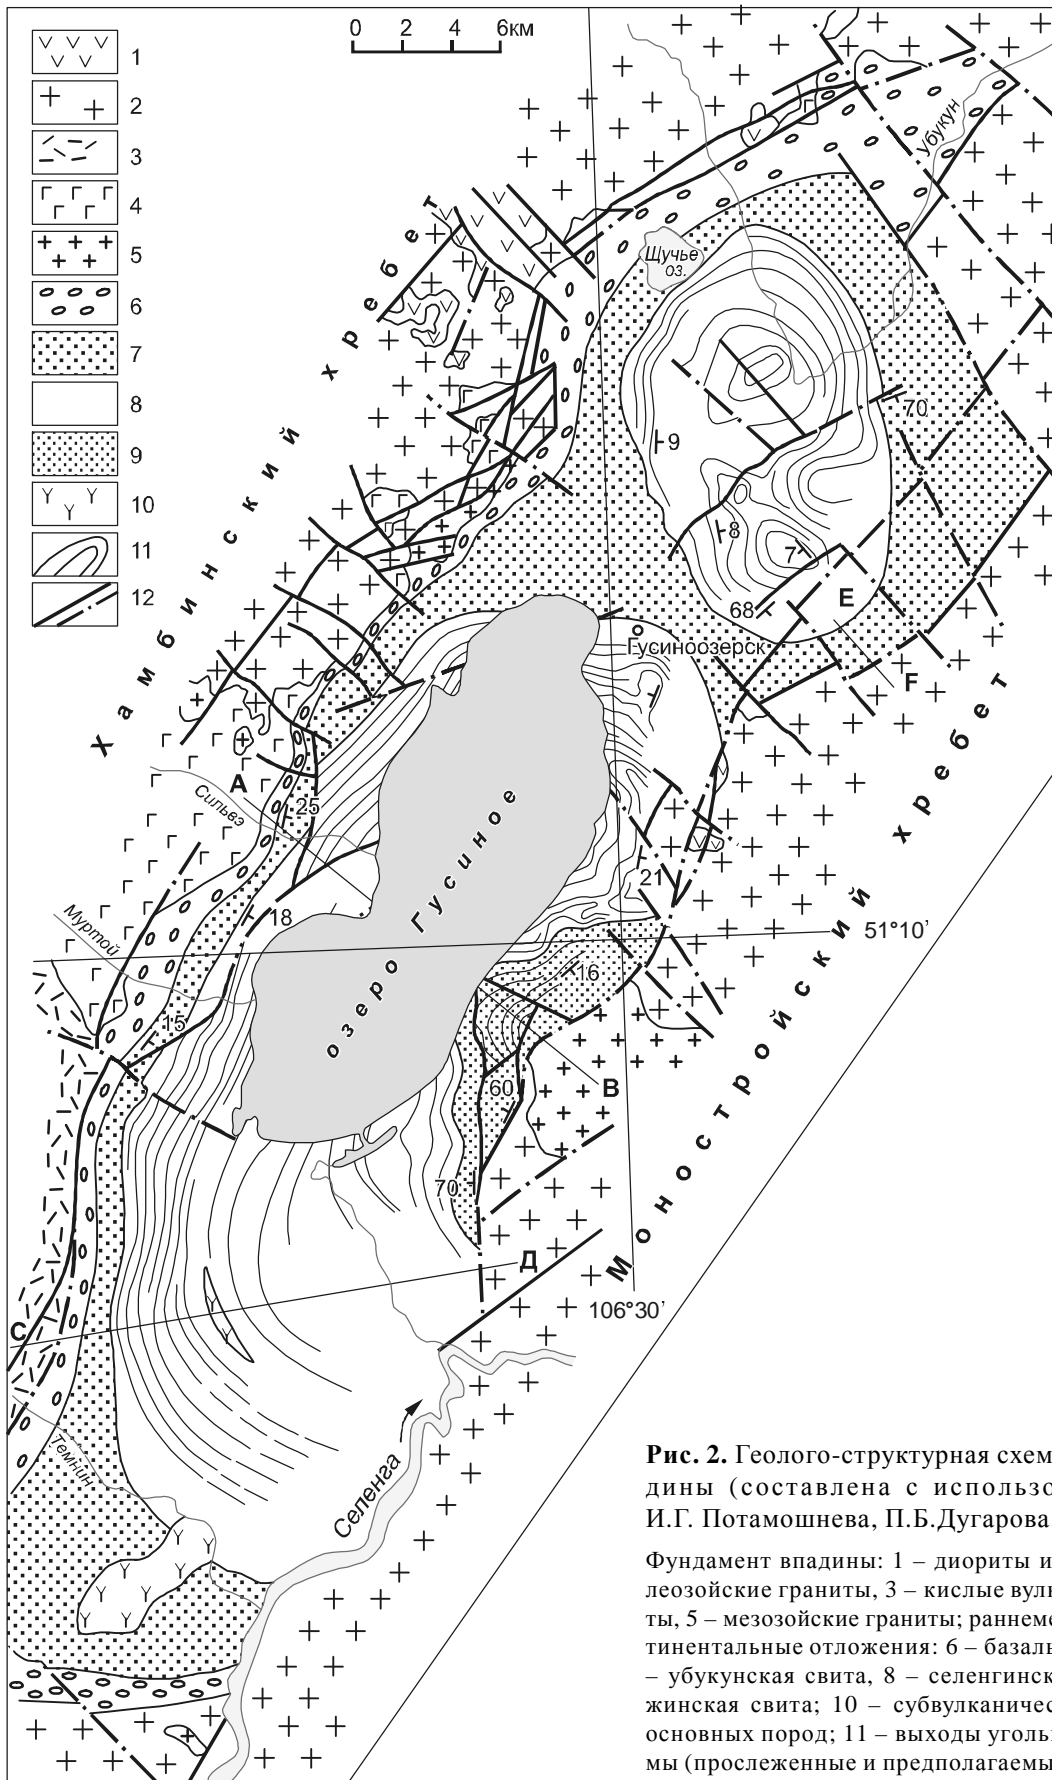 0 2 4 6км
1
2
3
4
5
6
7
8
9
10
11
12
Убукун
Щучье
оз.
Хамбинский хребет
70
9
8
7
68
E
Гусиноозерск
F
А
Сильвэ
25
21
18
Муртой
озеро Гусиное
51°10'
16
15
В
60
70
Д
Моностройский хребет
106°30'
С
Темнин
Селенга
Рис. 2. Геолого-структурная схем
дины (составлена с использо
И.Г. Потамошнева, П.Б.Дугарова
Фундамент впадины: 1 – диориты и
леозойские граниты, 3 – кислые вулк
ты, 5 – мезозойские граниты; раннеме
тинентальные отложения: 6 – базаль
– убукунская свита, 8 – селенгинск
жинская свита; 10 – субвулканичес
основных пород; 11 – выходы уголь
мы (прослеженные и предполагаемы